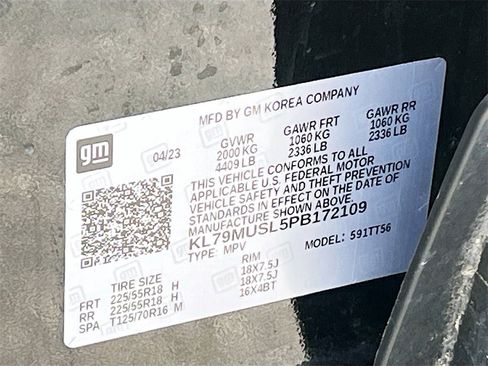 MFD BY GM KOREA COMPANY
gm
04/23
GVWR GAWR FRT GAWR RR
2000 KG 1060 KG 1060 KG
4409 LB 2336 LB 2336 LB
THIS VEHICLE CONFORMS TO ALL
APPLICABLE U.S. FEDERAL MOTOR
VEHICLE SAFETY AND THEFT PREVENTION
STANDARDS IN EFFECT ON THE DATE OF
MANUFACTURE SHOWN ABOVE.
KL79MUSL5PB172109
TYPE: MPV MODEL: 591TT56
TIRE SIZE RIM
FRT 225/55R18 H 18X7.5J
RR 225/55R18 H 18X7.5J
SPA T125/70R16 M 16X4BT